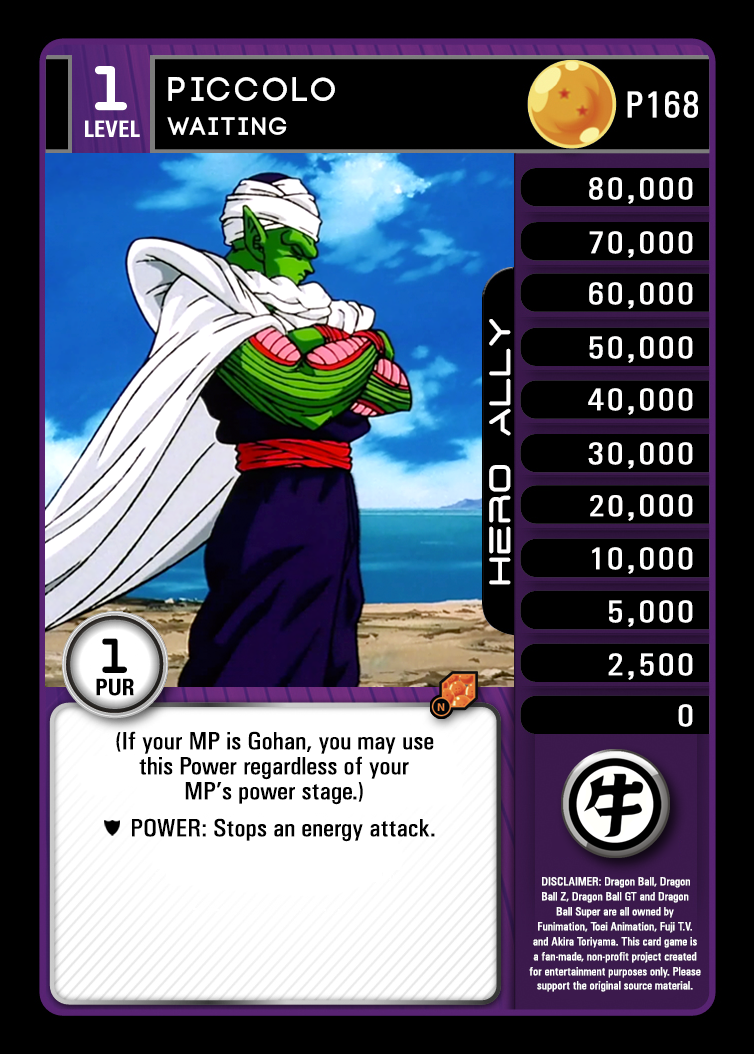 1
LEVEL
PICCOLO
WAITING
P168
80,000
70,000
60,000
50,000
40,000
30,000
20,000
10,000
5,000
2,500
0
HERO ALLY
1
PUR
N
(If your MP is Gohan, you may use
this Power regardless of your
MP's power stage.)
POWER: Stops an energy attack.
牛
DISCLAIMER: Dragon Ball, Dragon
Ball Z, Dragon Ball GT and Dragon
Ball Super are all owned by
Funimation, Toei Animation, Fuji T.V.
and Akira Toriyama. This card game is
a fan-made, non-profit project created
for entertainment purposes only. Please
support the original source material.